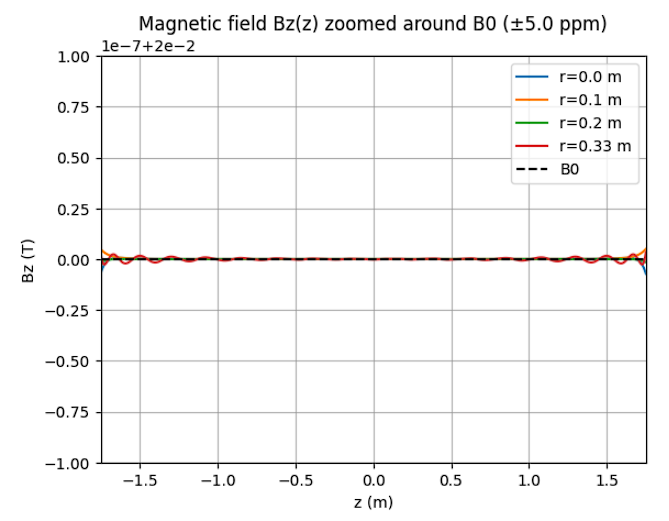 Magnetic field Bz(z) zoomed around B0 (±5.0 ppm)
1e-7+2e-2
1.00
0.75
0.50
0.25
0.00
−0.25
−0.50
−0.75
−1.00
Bz (T)
r=0.0 m
r=0.1 m
r=0.2 m
r=0.33 m
B0
−1.5 −1.0 −0.5 0.0 0.5 1.0 1.5
z (m)